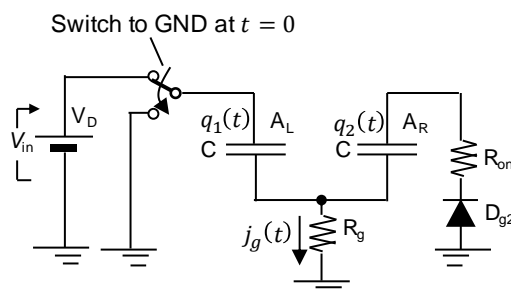 Switch to GND at t = 0
V_D
V_in
q_1(t)
A_L
C
q_2(t)
A_R
C
R_on
D_g2
j_g(t)
R_g